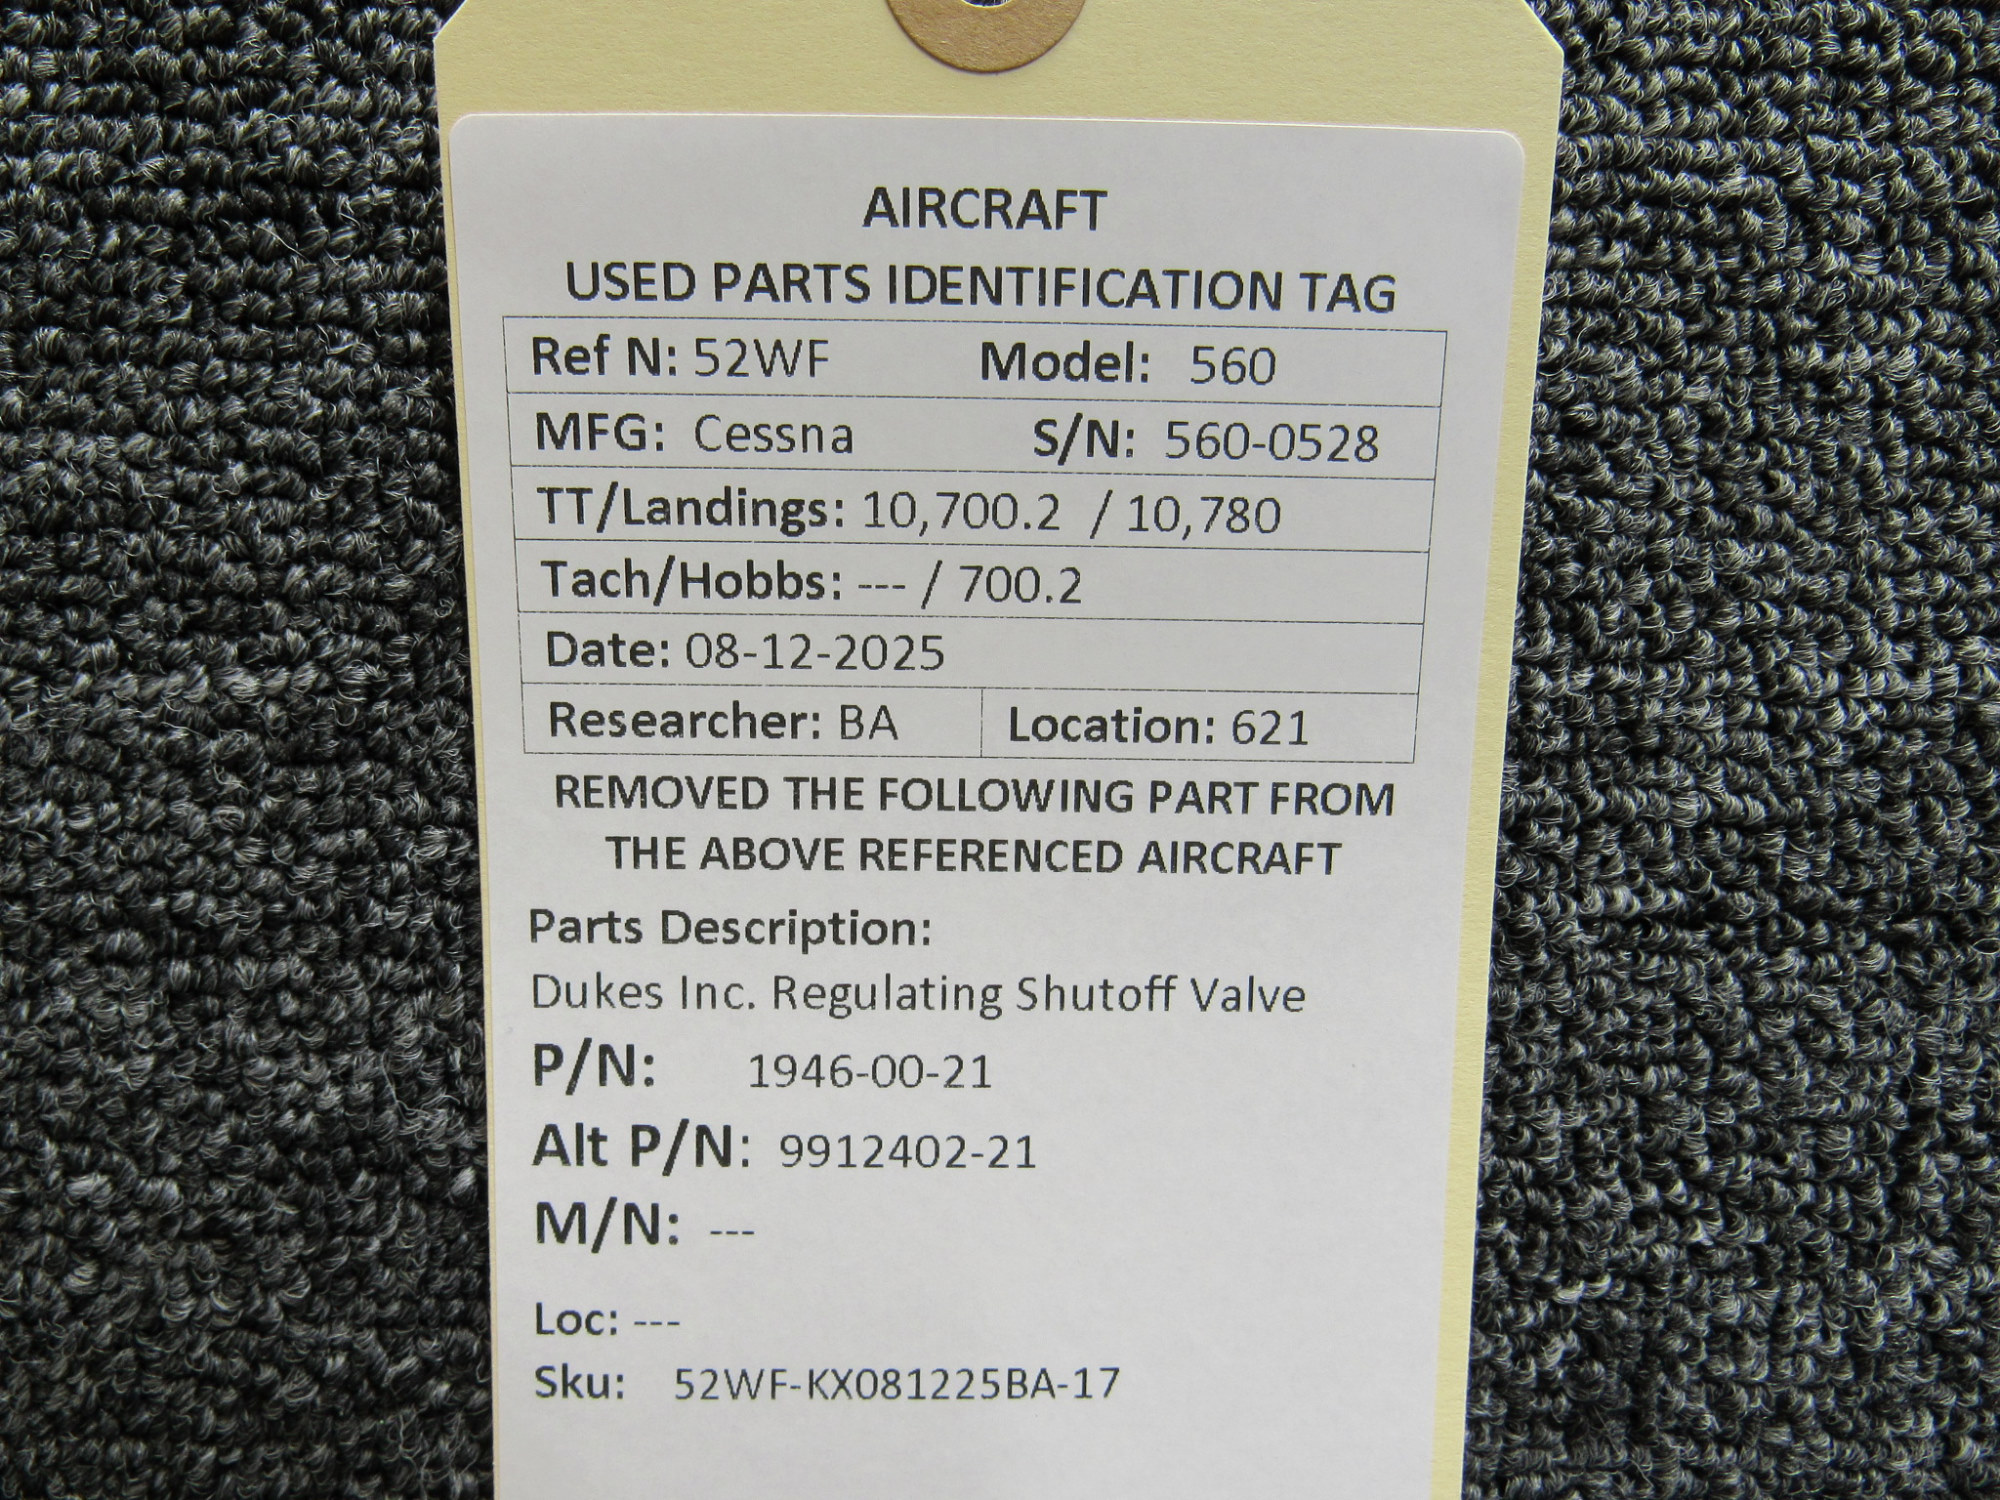 AIRCRAFT
USED PARTS IDENTIFICATION TAG
Ref N: 52WF Model: 560
MFG: Cessna S/N: 560-0528
TT/Landings: 10,700.2 / 10,780
Tach/Hobbs: --- / 700.2
Date: 08-12-2025
Researcher: BA Location: 621
REMOVED THE FOLLOWING PART FROM
THE ABOVE REFERENCED AIRCRAFT
Parts Description:
Dukes Inc. Regulating Shutoff Valve
P/N: 1946-00-21
Alt P/N: 9912402-21
M/N: ---
Loc: ---
Sku: 52WF-KX081225BA-17